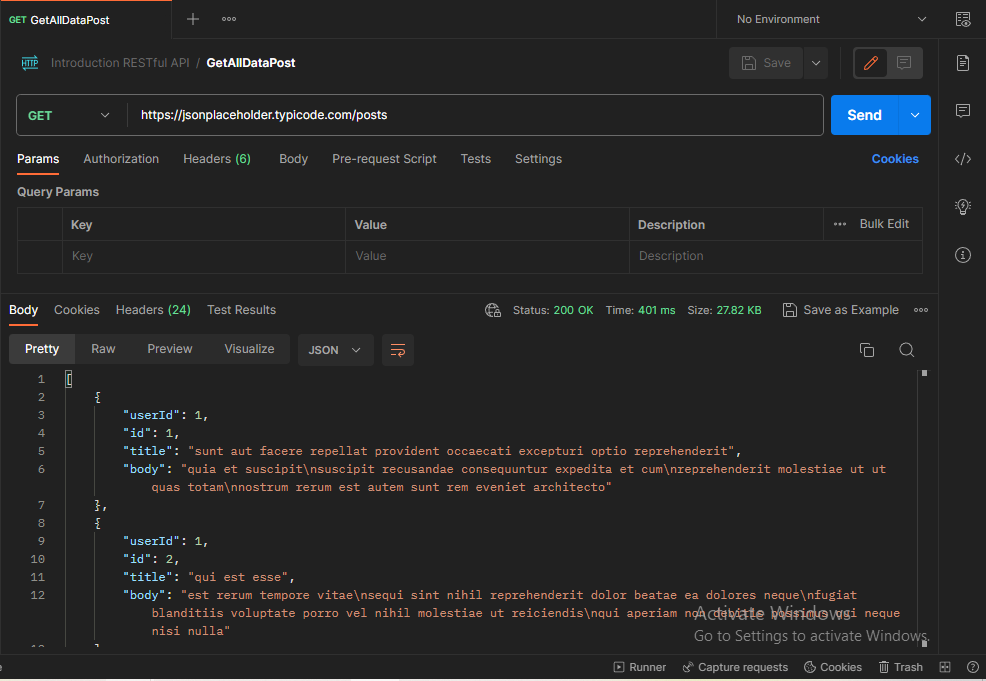 GET GetAllDataPost
No Environment
HTTP Introduction RESTful API / GetAllDataPost
Save
GET https://jsonplaceholder.typicode.com/posts
Send
Params Authorization Headers (6) Body Pre-request Script Tests Settings Cookies
Query Params
Key Value Description Bulk Edit
Key Value Description
Body Cookies Headers (24) Test Results Status: 200 OK Time: 401 ms Size: 27.82 KB Save as Example
Pretty Raw Preview Visualize JSON
1 [
2 {
3 "userId": 1,
4 "id": 1,
5 "title": "sunt aut facere repellat provident occaecati excepturi optio reprehenderit",
6 "body": "quia et suscipit\nsuscipit recusandae consequuntur expedita et cum\nreprehenderit molestiae ut ut
quas totam\nnostrum rerum est autem sunt rem eveniet architecto"
7 },
8 {
9 "userId": 1,
10 "id": 2,
11 "title": "qui est esse",
12 "body": "est rerum tempore vitae\nsequi sint nihil reprehenderit dolor beatae ea dolores neque\nfugiat
blanditiis voluptate porro vel nihil molestiae ut reiciendis\nqui aperiam non debitis possimus qui neque
nisi nulla"
Activate Windows
Go to Settings to activate Windows.
Runner Capture requests Cookies Trash